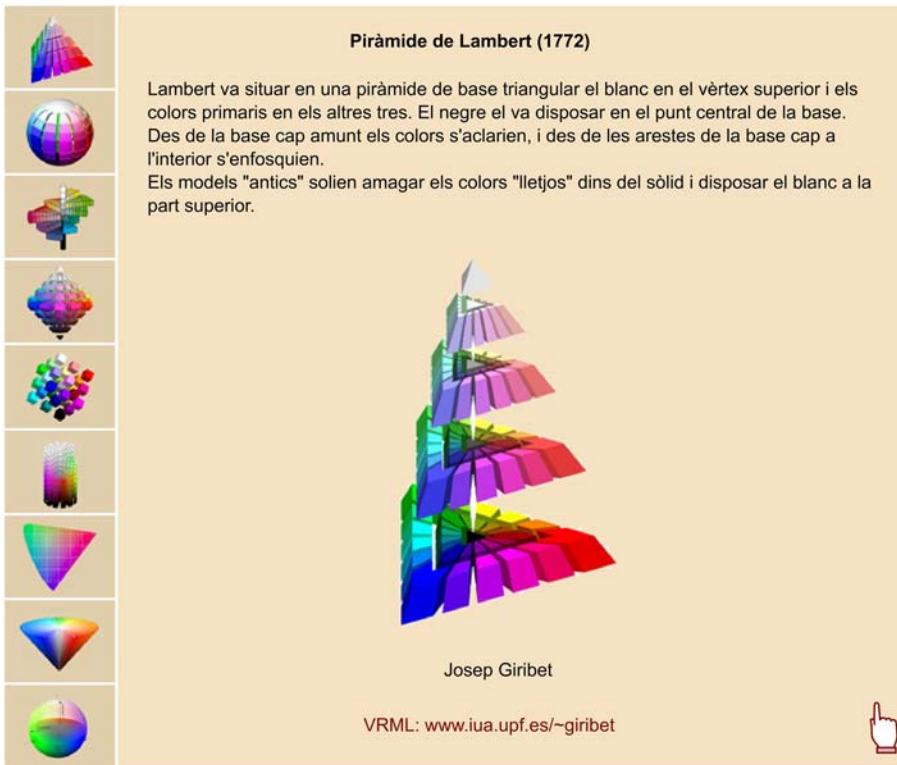 Piràmide de Lambert (1772)
Lambert va situar en una piràmide de base triangular el blanc en el vèrtex superior i els
colors primaris en els altres tres. El negre el va disposar en el punt central de la base.
Des de la base cap amunt els colors s'aclarien, i des de les arestes de la base cap a
l'interior s'enfosquien.
Els models "antics" solien amagar els colors "lletjos" dins del sòlid i disposar el blanc a la
part superior.
Josep Giribet
VRML: www.iua.upf.es/~giribet